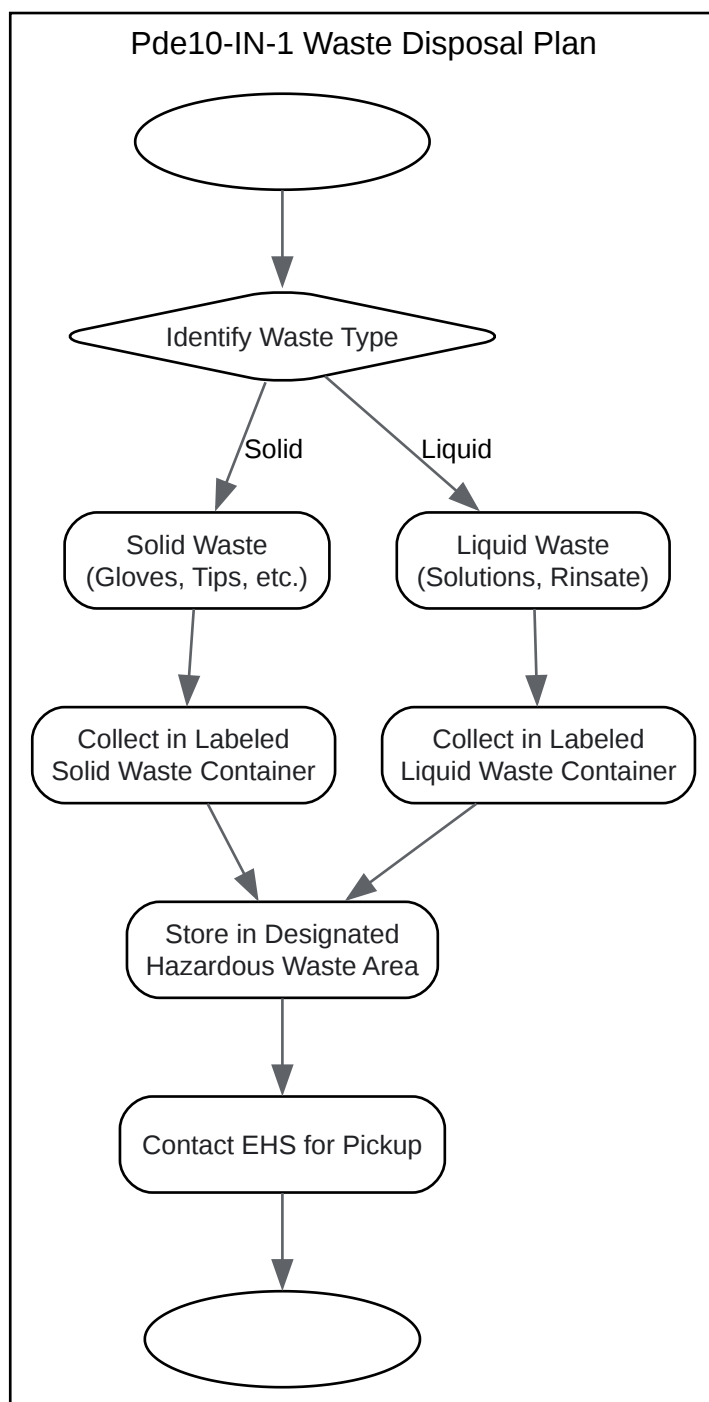 Pde10-IN-1 Waste Disposal Plan
Identify Waste Type
Solid
Liquid
Solid Waste
(Gloves, Tips, etc.)
Liquid Waste
(Solutions, Rinsate)
Collect in Labeled
Solid Waste Container
Collect in Labeled
Liquid Waste Container
Store in Designated
Hazardous Waste Area
Contact EHS for Pickup